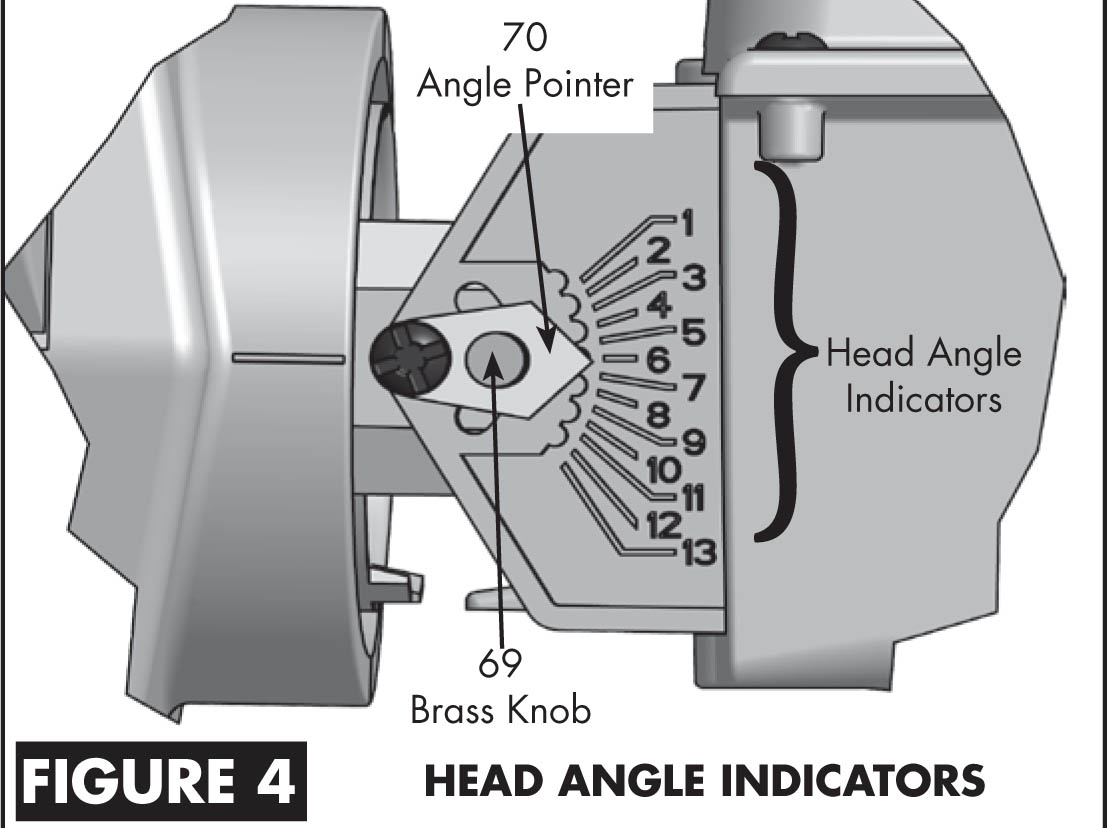 70
Angle Pointer
1
2
3
4
5
6
7
8
9
10
11
12
13
Head Angle
Indicators
69
Brass Knob
FIGURE 4
HEAD ANGLE INDICATORS